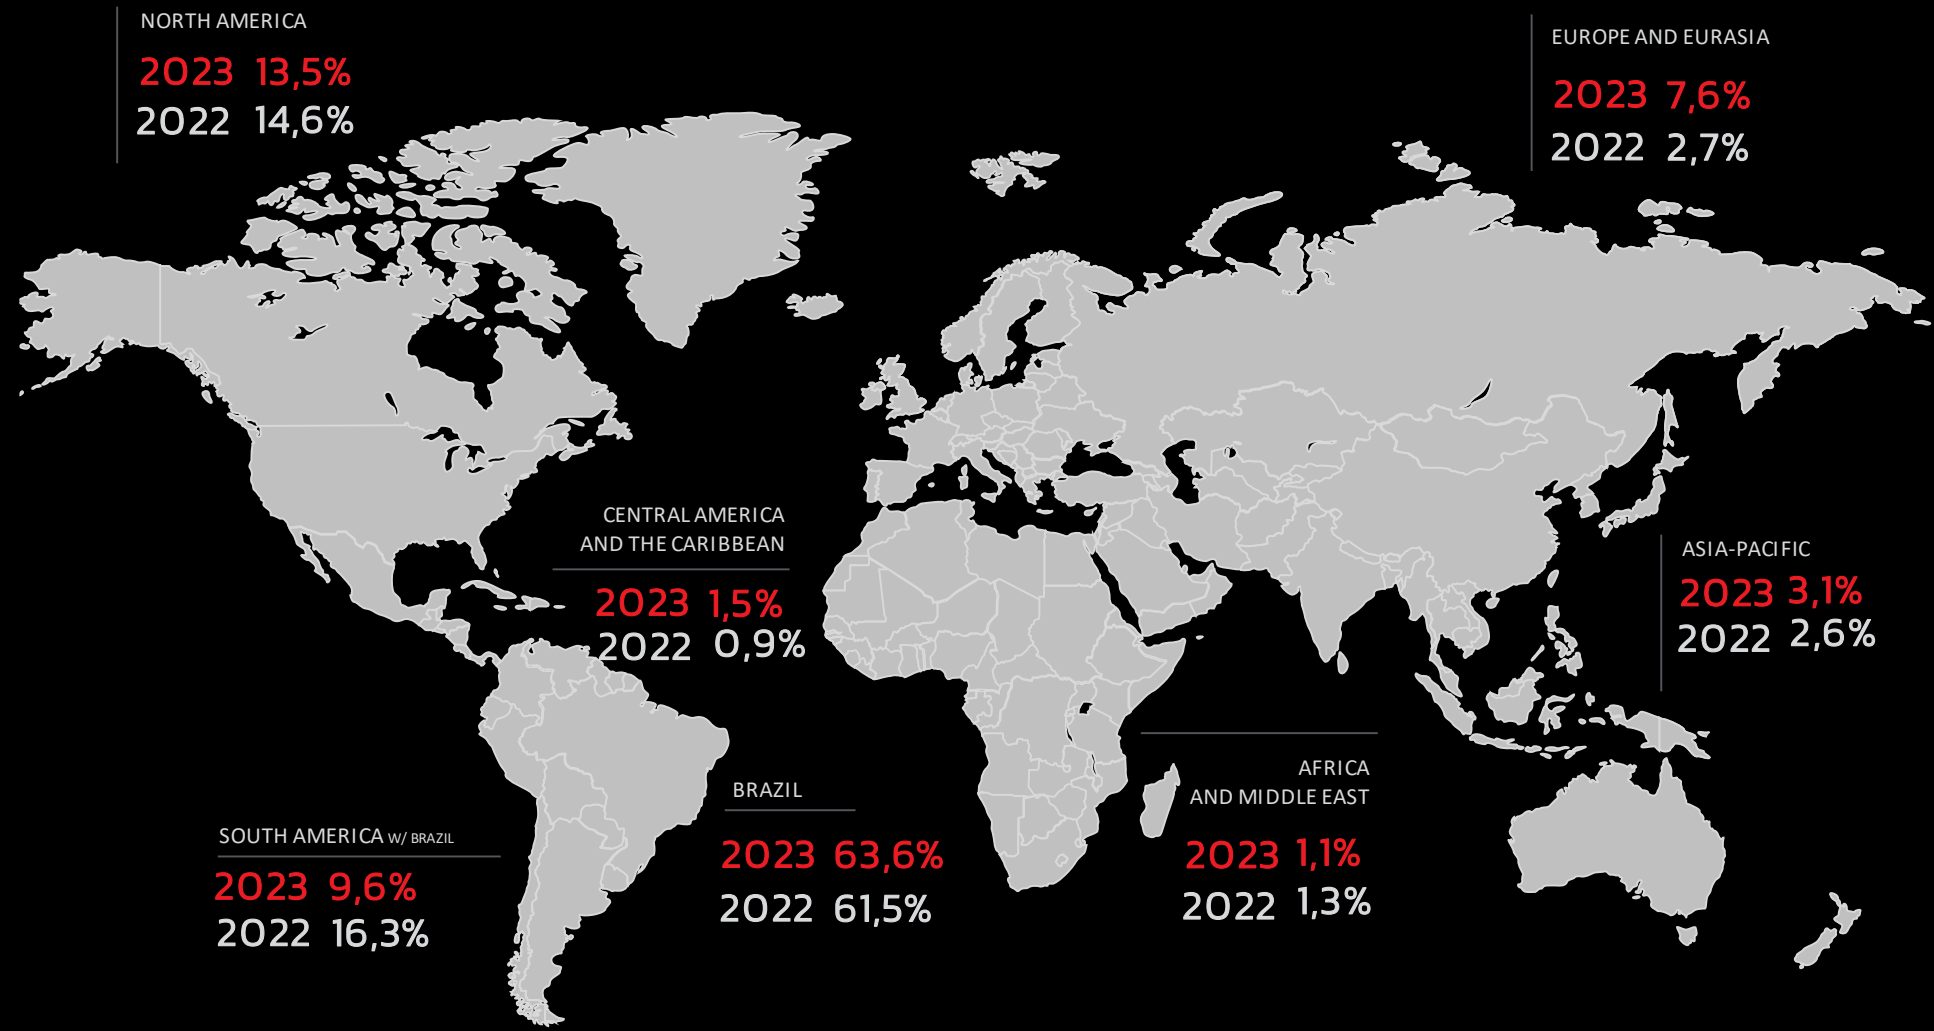 NORTH AMERICA
2023 13,5%
2022 14,6%
EUROPE AND EURASIA
2023 7,6%
2022 2,7%
CENTRAL AMERICA
AND THE CARIBBEAN
2023 1,5%
2022 0,9%
ASIA-PACIFIC
2023 3,1%
2022 2,6%
SOUTH AMERICA W/ BRAZIL
2023 9,6%
2022 16,3%
BRAZIL
2023 63,6%
2022 61,5%
AFRICA
AND MIDDLE EAST
2023 1,1%
2022 1,3%